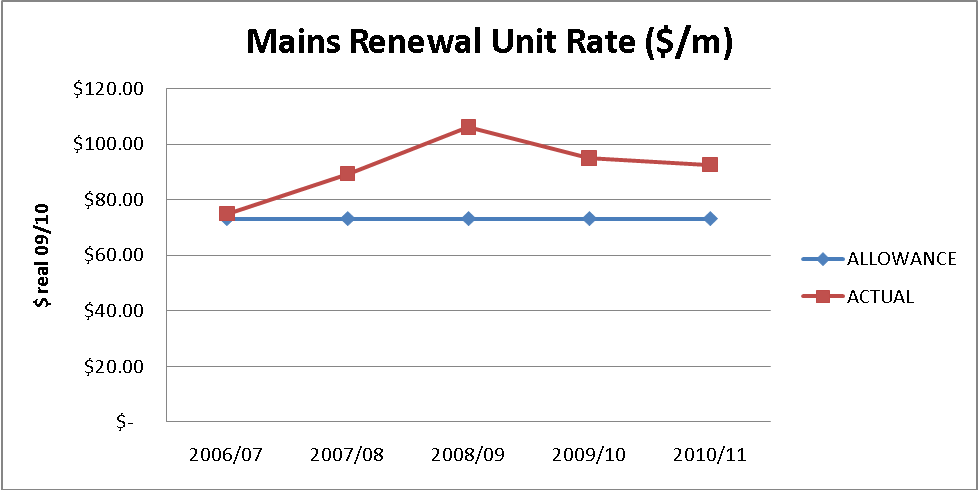 Mains Renewal Unit Rate ($/m)
$120.00
$100.00
$80.00
$60.00
$40.00
$20.00
$-
$ real 09/10
2006/07 2007/08 2008/09 2009/10 2010/11
ALLOWANCE
ACTUAL